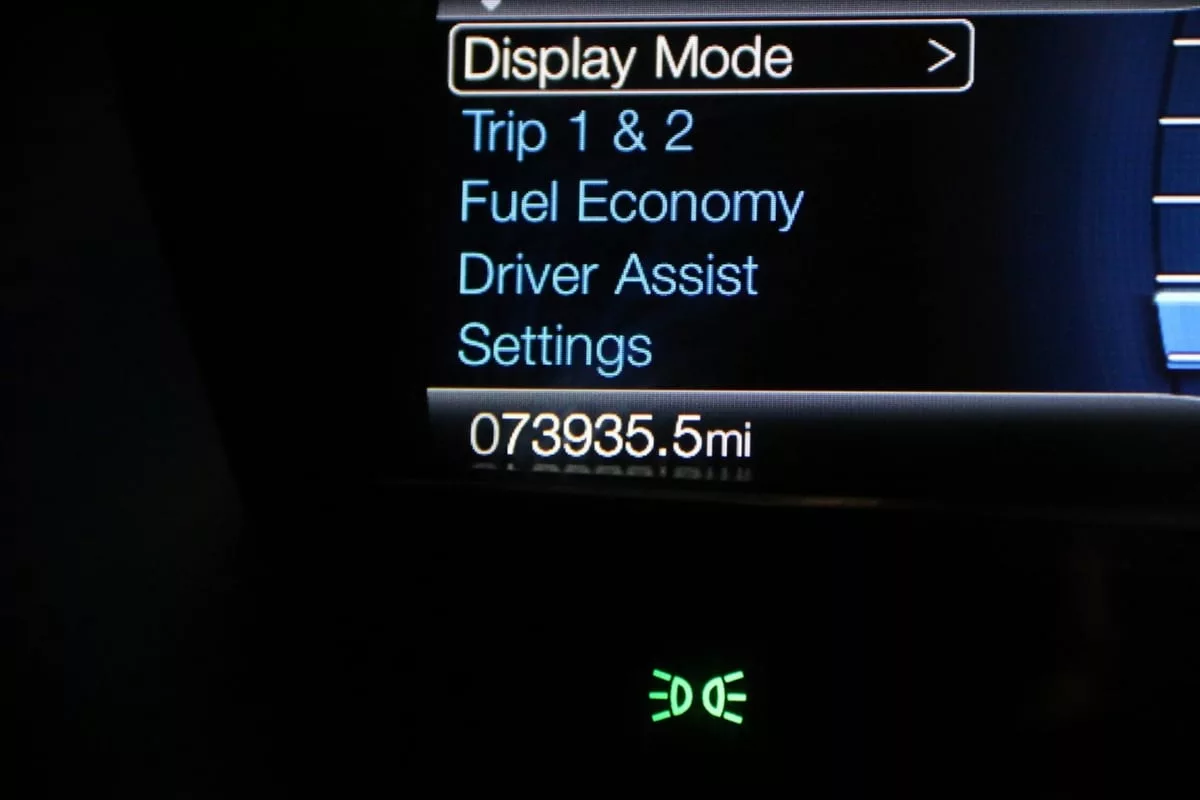 Display Mode >
Trip 1 & 2
Fuel Economy
Driver Assist
Settings
073935.5mi